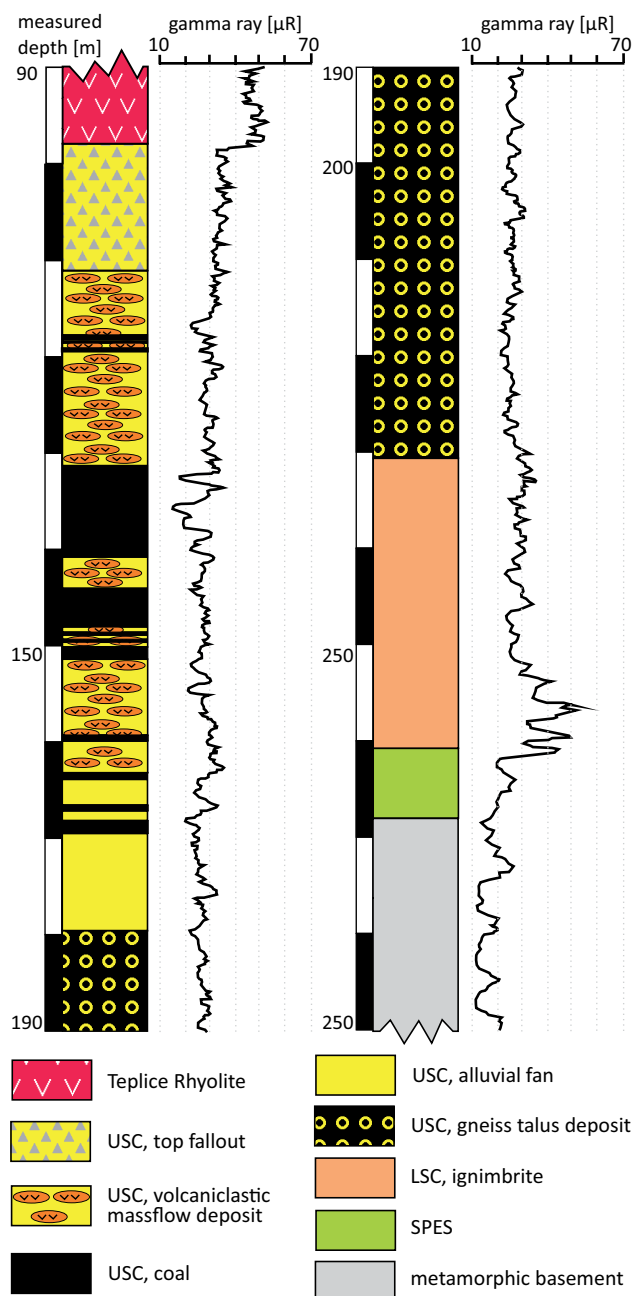 measured
depth [m]
gamma ray [µR]
10
70
gamma ray [µR]
10
70
90
150
190
190
200
250
250
Teplice Rhyolite
USC, top fallout
USC, volcaniclastic
massflow deposit
USC, coal
USC, alluvial fan
USC, gneiss talus deposit
LSC, ignimbrite
SPES
metamorphic basement